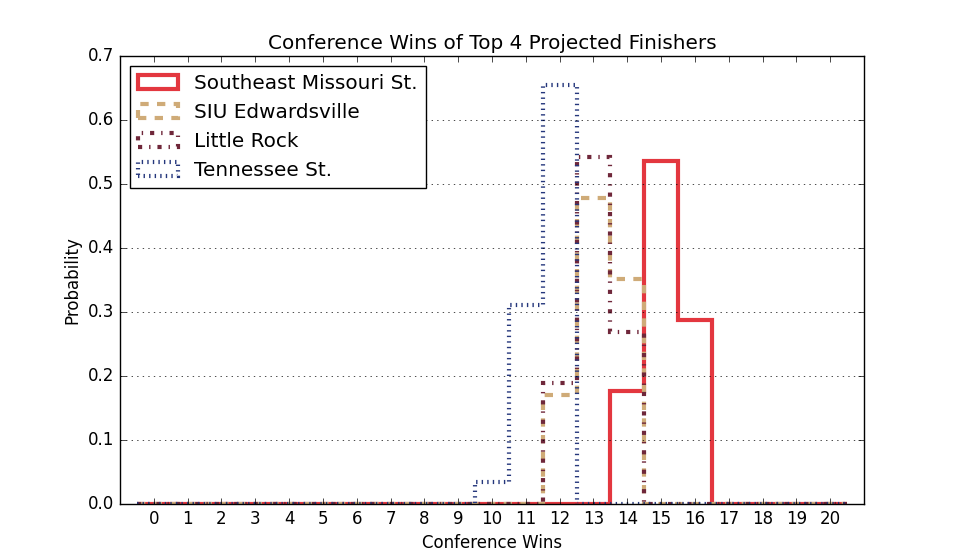 Conference Wins of Top 4 Projected Finishers
0.7
0.6
0.5
0.4
0.3
0.2
0.1
0.0
Probability
Southeast Missouri St.
SIU Edwardsville
Little Rock
Tennessee St.
0 1 2 3 4 5 6 7 8 9 10 11 12 13 14 15 16 17 18 19 20
Conference Wins